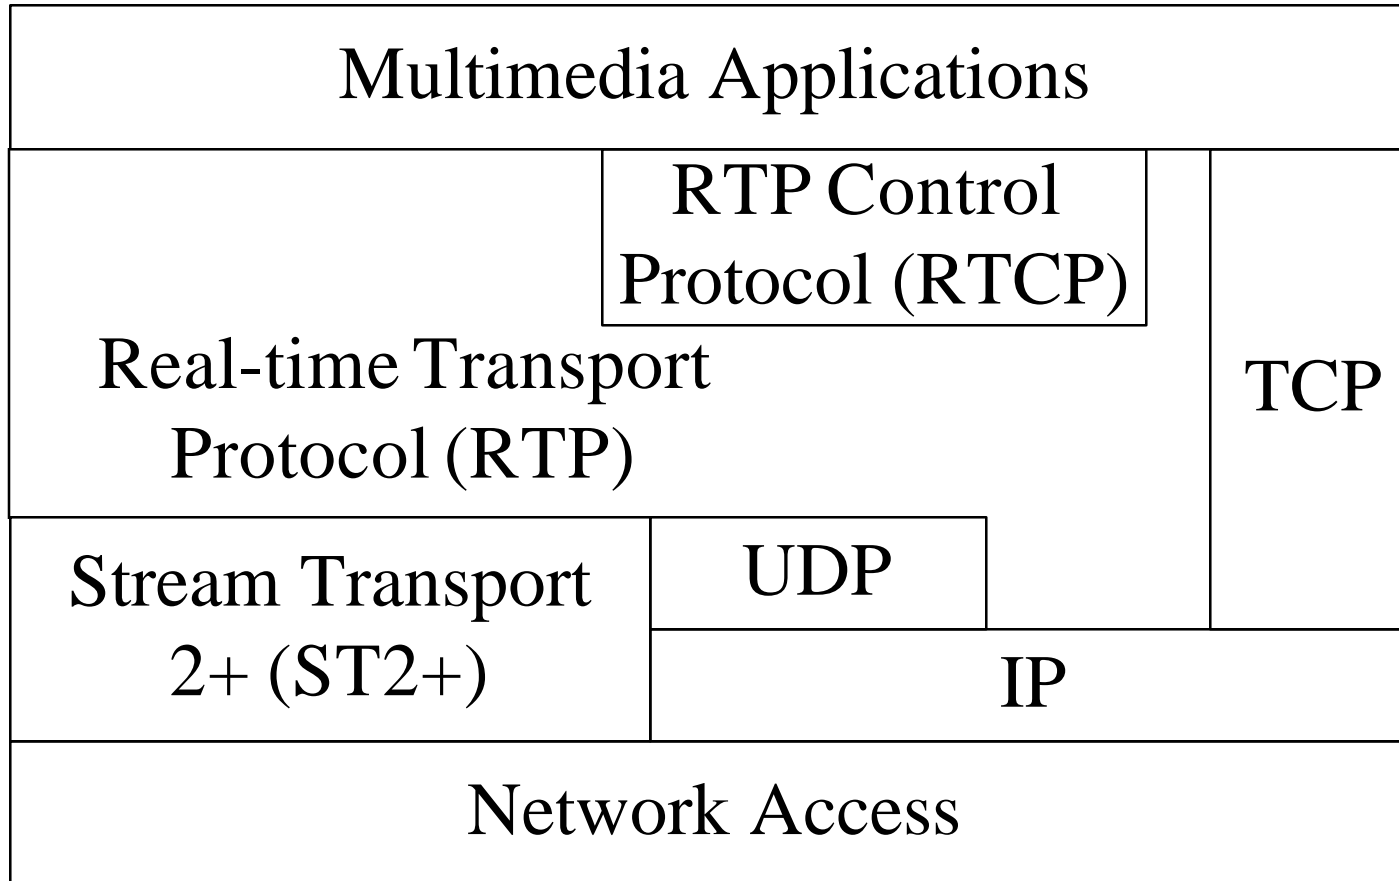 Multimedia Applications
RTP Control
Protocol (RTCP)
Real-time Transport
Protocol (RTP)
TCP
Stream Transport
2+ (ST2+)
UDP
IP
Network Access